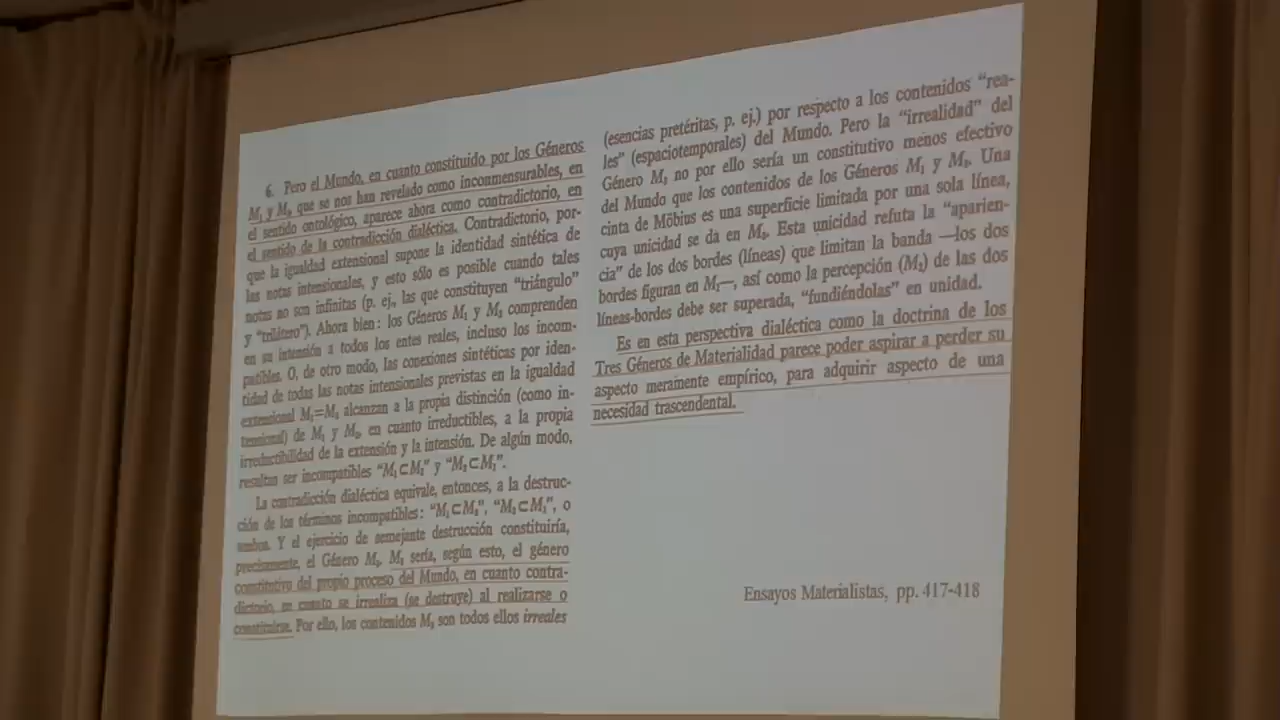 6. Pero el Mundo, en cuanto constituido por los Géneros
M₁ y M₂, que se nos han revelado como inconmensurables, en
el sentido ontológico, aparece ahora como contradictorio, en
el sentido de la contradicción dialéctica. Contradictorio, por-
que la igualdad extensional supone la identidad sintética de
las notas intensionales, y esto sólo es posible cuando tales
notas no son infinitas (p. ej., las que constituyen “triángulo”
y “trilátero”). Ahora bien: los Géneros M₁ y M₂ comprenden
en su intensión a todos los entes reales, incluso los incom-
patibles. O, de otro modo, las conexiones sintéticas por iden-
tidad de todas las notas intensionales previstas en la igualdad
extensional M₁=M₂ alcanzan a la propia distinción (como in-
tensional) de M₁ y M₂, en cuanto irreductibles, a la propia
irreductibilidad de la extensión y la intensión. De algún modo,
resultan ser incompatibles “M₁⊂M₂” y “M₂⊂M₁”.
La contradicción dialéctica equivale, entonces, a la destruc-
ción de los términos incompatibles: “M₁⊂M₂”, “M₂⊂M₁”, o
ambos. Y el ejercicio de semejante destrucción constituiría,
precisamente, el Género M₃. M₃ sería, según esto, el género
constitutivo del propio proceso del Mundo, en cuanto contra-
dictorio, en cuanto se irrealiza (se destruye) al realizarse o
constituirse. Por ello, los contenidos M₃ son todos ellos irreales
(esencias pretéritas, p. ej.) por respecto a los contenidos “rea-
les” (espaciotemporales) del Mundo. Pero la “irrealidad” del
Género M₃ no por ello sería un constitutivo menos efectivo
del Mundo que los contenidos de los Géneros M₁ y M₂. Una
cinta de Möbius es una superficie limitada por una sola línea,
cuya unicidad se da en M₃. Esta unicidad refuta la “aparien-
cia” de los dos bordes (líneas) que limitan la banda —los dos
bordes figuran en M₁—, así como la percepción (M₂) de las dos
líneas-bordes debe ser superada, “fundiéndolas” en unidad.
Es en esta perspectiva dialéctica como la doctrina de los
Tres Géneros de Materialidad parece poder aspirar a perder su
aspecto meramente empírico, para adquirir aspecto de una
necesidad trascendental.
Ensayos Materialistas, pp. 417-418